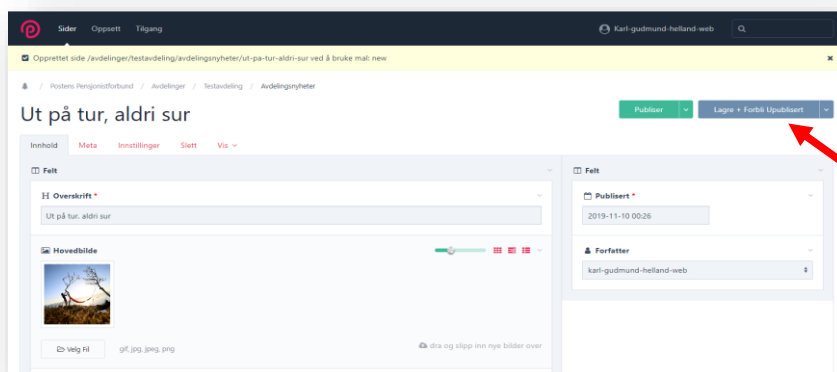 Sider Oppsett Tilgang Karl-gudmund-helland-web
Opprettet side /avdelinger/testavdeling/avdelingsnyheter/ut-pa-tur-aldri-sur ved å bruke mal: new
/ Postens Pensjonistforbund / Avdelinger / Testavdeling / Avdelingsnyheter
Ut på tur, aldri sur
Publiser Lagre + Forbli Upublisert
Innhold Meta Innstillinger Slett Vis
Felt
Overskrift *
Ut på tur, aldri sur
Hovedbilde
Velg Fil gif, jpg, jpeg, png
dra og slipp inn nye bilder over
Felt
Publisert *
2019-11-10 00:26
Forfatter
karl-gudmund-helland-web